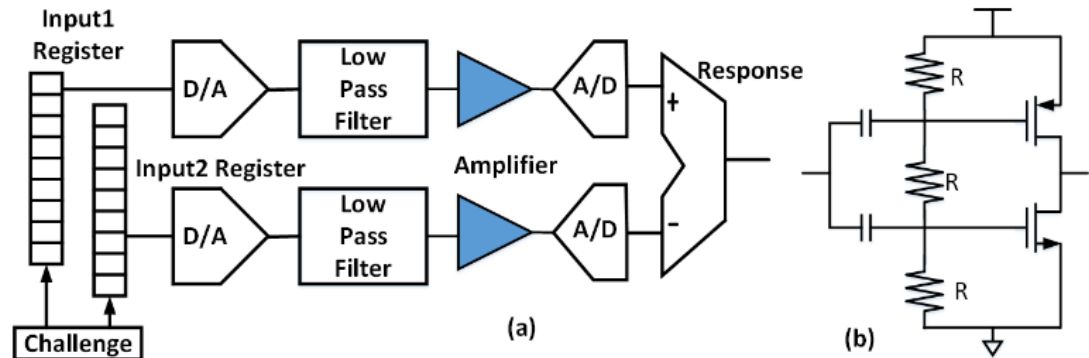 Input1
Register
D/A
Low
Pass
Filter
A/D
Response
+
Input2 Register
Amplifier
D/A
Low
Pass
Filter
A/D
-
Challenge
(a)
R
R
R
(b)